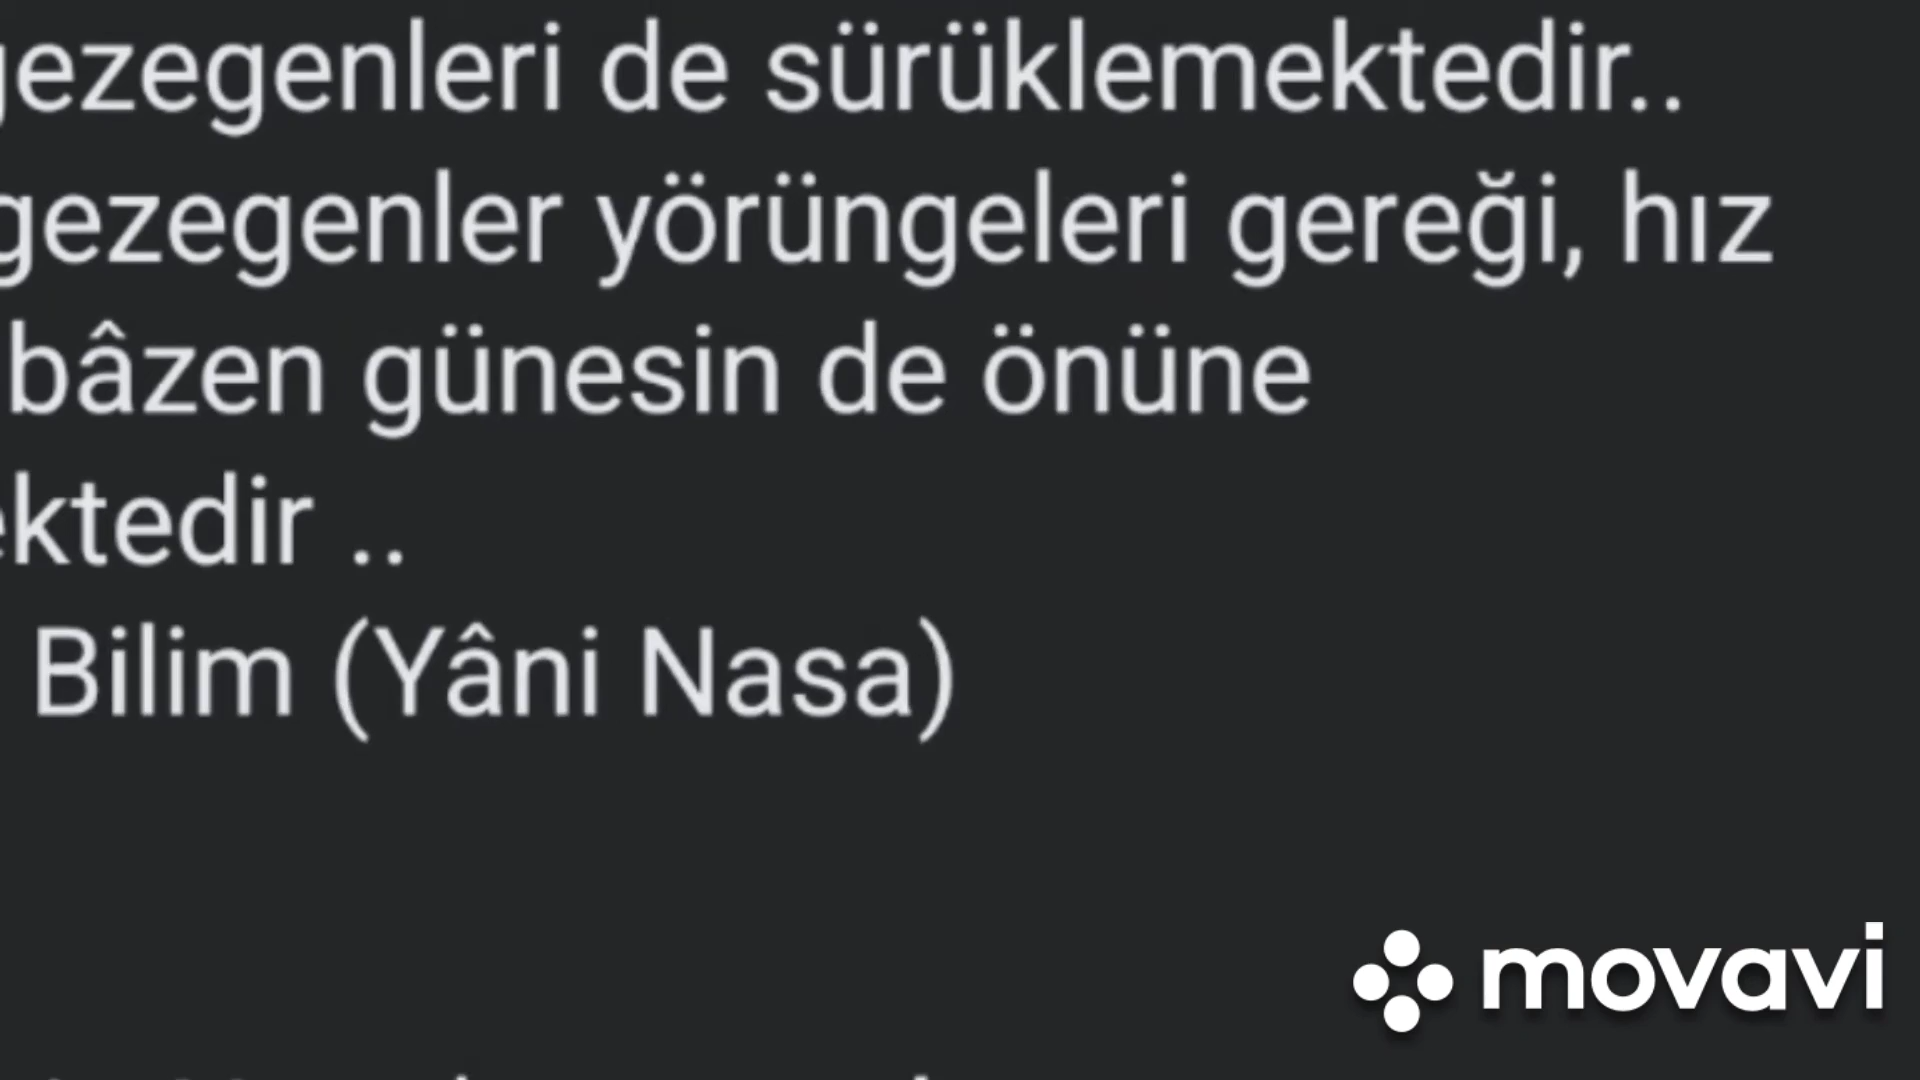 gezegenleri de sürüklemektedir..
gezegenler yörüngeleri gereği, hız
bâzen günesin de önüne
ektedir ..
Bilim (Yâni Nasa)
movavi